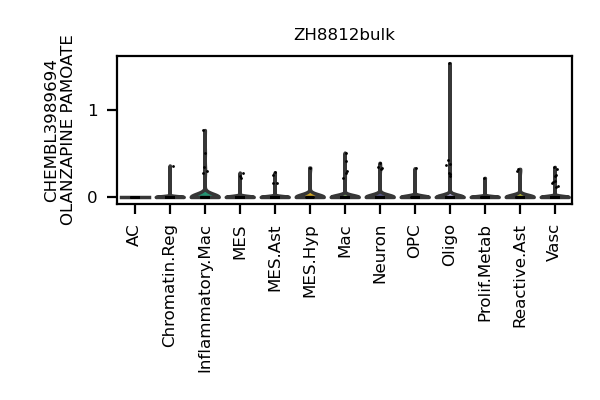 ZH8812bulk
CHEMBL3989694
OLANZAPINE PAMOATE
1
0
AC
Chromatin.Reg
Inflammatory.Mac
MES
MES.Ast
MES.Hyp
Mac
Neuron
OPC
Oligo
Prolif.Metab
Reactive.Ast
Vasc